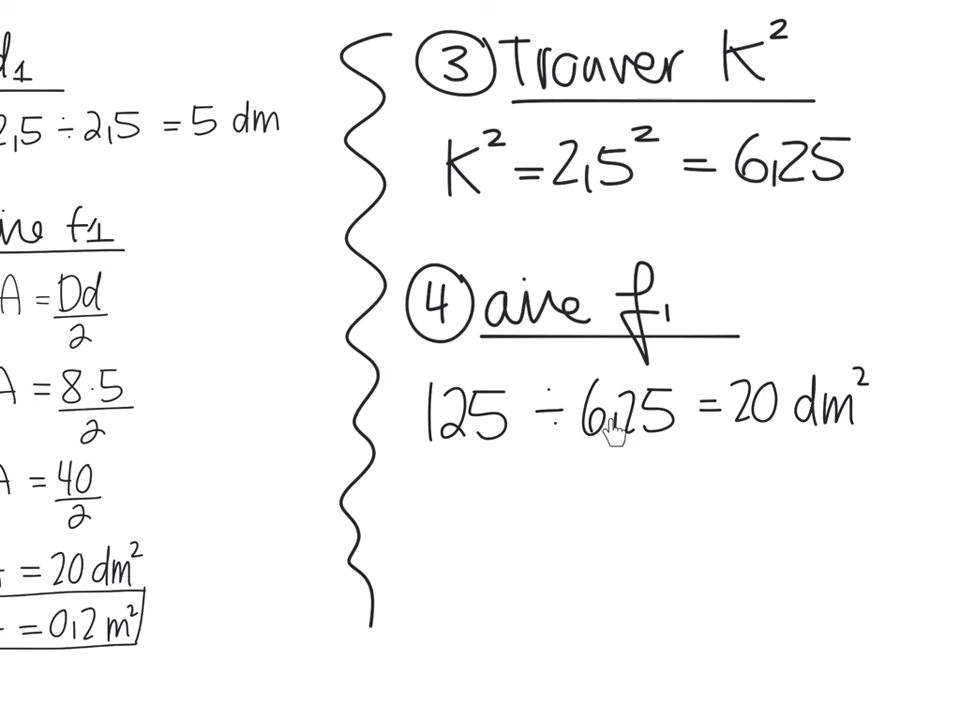 d1
2,5 ÷ 2,5 = 5 dm
f1
A = Dd/2
A = 8·5/2
A = 40/2
= 20 dm²
= 0,2 m²
③ Trouver K²
K² = 2,5² = 6,25
④ aire f1
125 ÷ 6,25 = 20 dm²